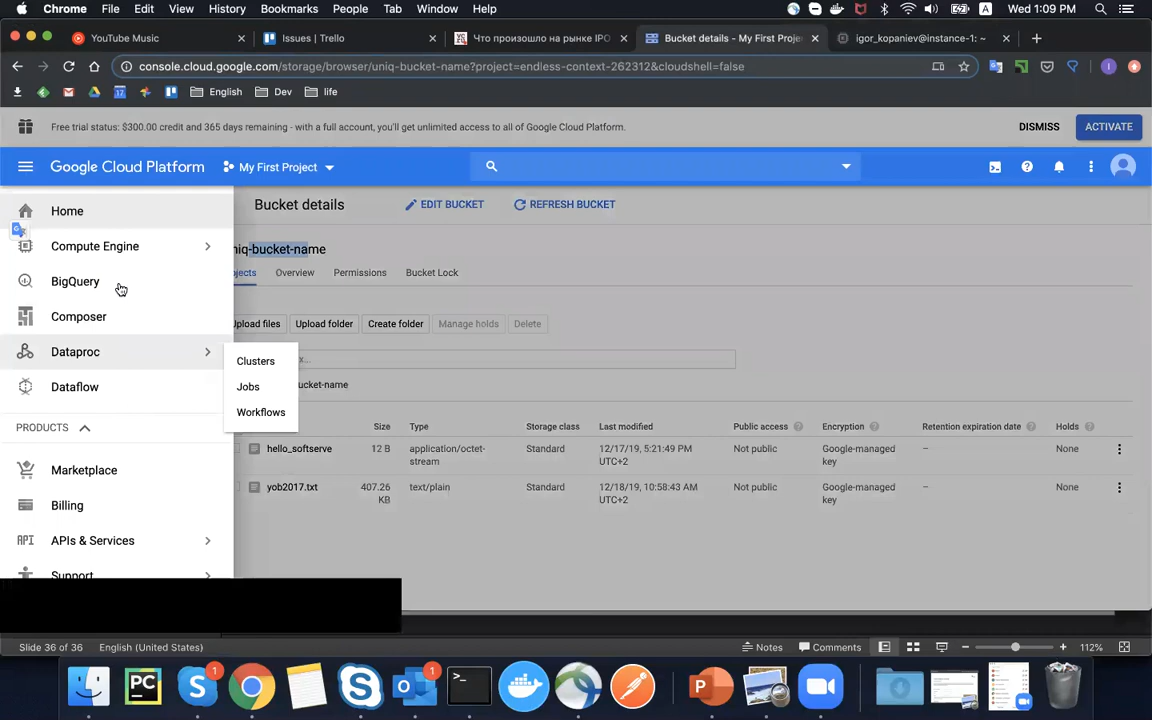 Chrome File Edit View History Bookmarks People Tab Window Help A Wed 1:09 PM
YouTube Music Issues | Trello Что произошло на рынке IPO Bucket details - My First Proje igor_kopaniev@instance-1: ~
console.cloud.google.com/storage/browser/uniq-bucket-name?project=endless-context-262312&cloudshell=false
English Dev life
Free trial status: $300.00 credit and 365 days remaining - with a full account, you'll get unlimited access to all of Google Cloud Platform. DISMISS ACTIVATE
Google Cloud Platform My First Project
Home Bucket details EDIT BUCKET REFRESH BUCKET
Compute Engine niq-bucket-name
bjects Overview Permissions Bucket Lock
BigQuery
Composer Upload files Upload folder Create folder Manage holds Delete
Dataproc Clusters
Jobs ucket-name
Dataflow
Workflows
PRODUCTS Size Type Storage class Last modified Public access Encryption Retention expiration date Holds
hello_softserve 12 B application/octet-stream Standard 12/17/19, 5:21:49 PM UTC+2 Not public Google-managed key – None
Marketplace
yob2017.txt 407.26 KB text/plain Standard 12/18/19, 10:58:43 AM UTC+2 Not public Google-managed key – None
Billing
API APIs & Services
Support
Slide 36 of 36 English (United States) Notes Comments 112%
PC S 1 S O 1 >_ P